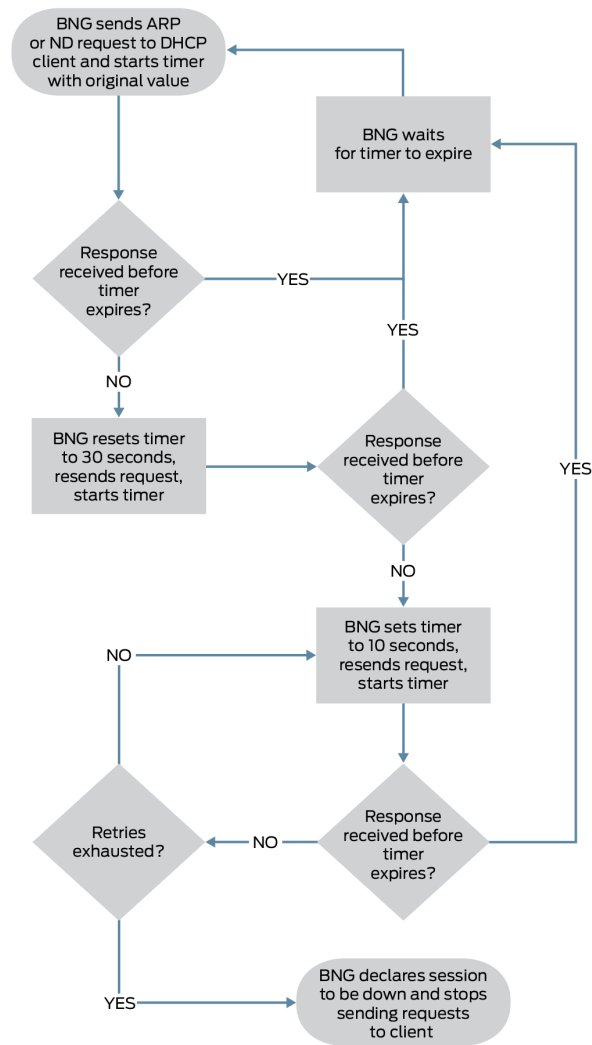 BNG sends ARP
or ND request to DHCP
client and starts timer
with original value
BNG waits
for timer to expire
Response
received before
timer
expires?
YES
YES
NO
BNG resets timer
to 30 seconds,
resends request,
starts timer
Response
received before
timer
expires?
YES
NO
BNG sets timer
to 10 seconds,
resends request,
starts timer
NO
Response
received before
timer
expires?
NO
Retries
exhausted?
YES
BNG declares session
to be down and stops
sending requests
to client